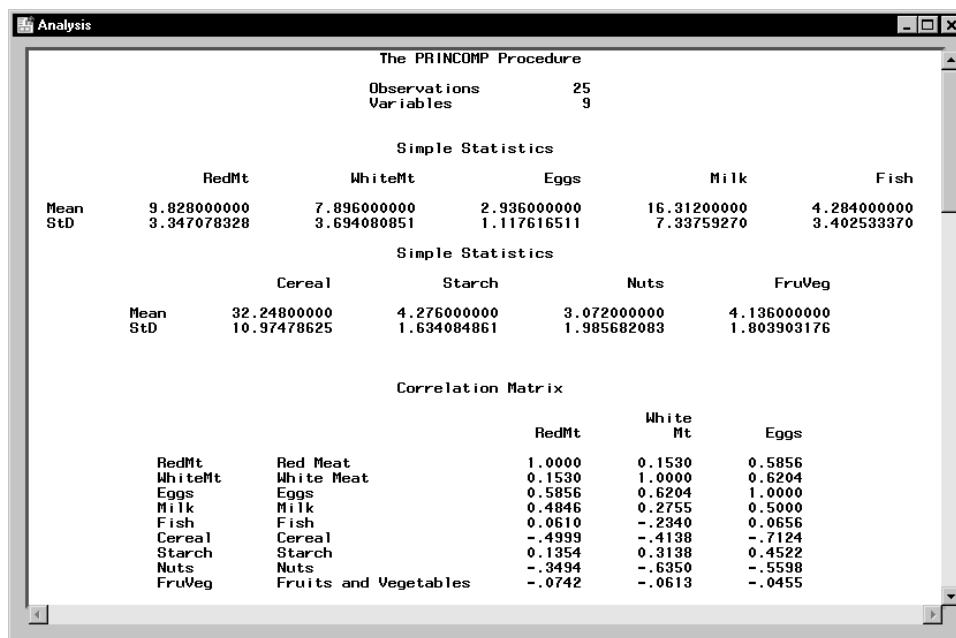 Analysis
The PRINCOMP Procedure
Observations 25
Variables 9
Simple Statistics
RedMt WhiteMt Eggs Milk Fish
Mean 9.828000000 7.896000000 2.936000000 16.31200000 4.284000000
StD 3.347078328 3.694080851 1.117616511 7.33759270 3.402533370
Simple Statistics
Cereal Starch Nuts FruVeg
Mean 32.24800000 4.276000000 3.072000000 4.136000000
StD 10.97478625 1.634084861 1.985682083 1.803903176
Correlation Matrix
White
RedMt Mt Eggs
RedMt Red Meat 1.0000 0.1530 0.5856
WhiteMt White Meat 0.1530 1.0000 0.6204
Eggs Eggs 0.5856 0.6204 1.0000
Milk Milk 0.4846 0.2755 0.5000
Fish Fish 0.0610 -.2340 0.0656
Cereal Cereal -.4999 -.4138 -.7124
Starch Starch 0.1354 0.3138 0.4522
Nuts Nuts -.3494 -.6350 -.5598
FruVeg Fruits and Vegetables -.0742 -.0613 -.0455